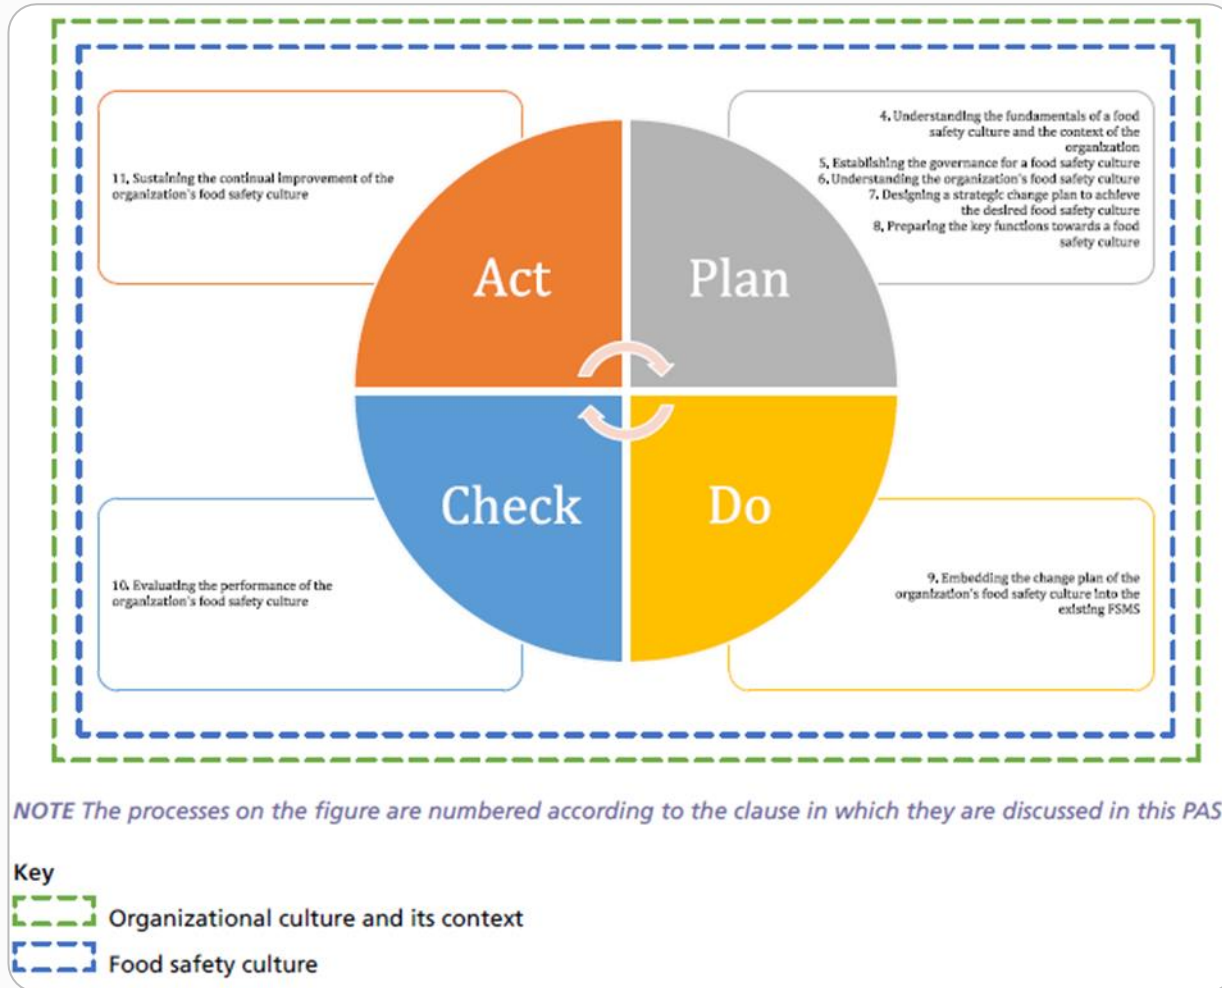 11. Sustaining the continual improvement of the
organization's food safety culture
4. Understanding the fundamentals of a food
safety culture and the context of the
organization
5. Establishing the governance for a food safety culture
6. Understanding the organization's food safety culture
7. Designing a strategic change plan to achieve
the desired food safety culture
8. Preparing the key functions towards a food
safety culture
Act
Plan
Check
Do
10. Evaluating the performance of the
organization's food safety culture
9. Embedding the change plan of the
organization's food safety culture into the
existing FSMS
NOTE The processes on the figure are numbered according to the clause in which they are discussed in this PAS
Key
Organizational culture and its context
Food safety culture